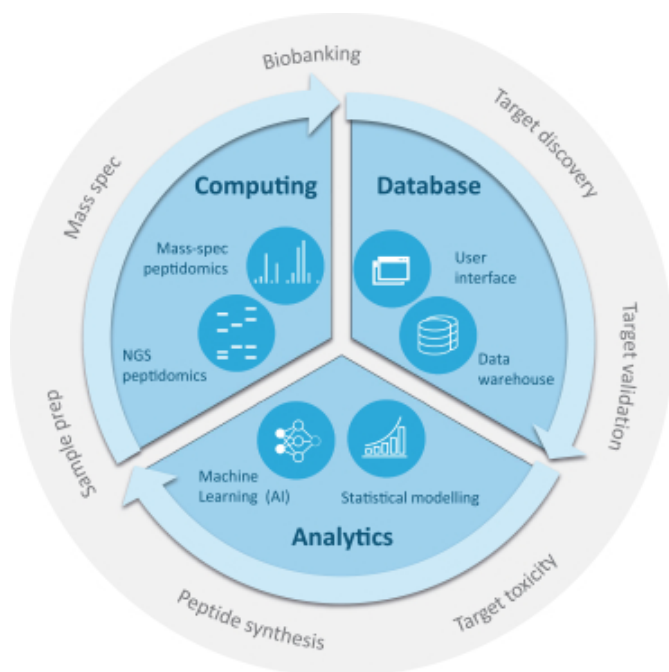 Biobanking
Target discovery
Mass spec
Computing
Database
Mass-spec
peptidomics
User
interface
NGS
peptidomics
Data
warehouse
Target validation
Sample prep
Machine
Learning (AI)
Statistical modelling
Analytics
Peptide synthesis
Target toxicity